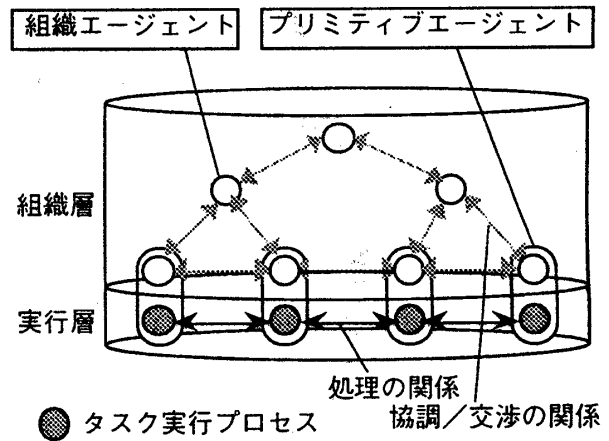 組織エージェント
プリミティブエージェント
組織層
実行層
処理の関係
協調／交渉の関係
タスク実行プロセス